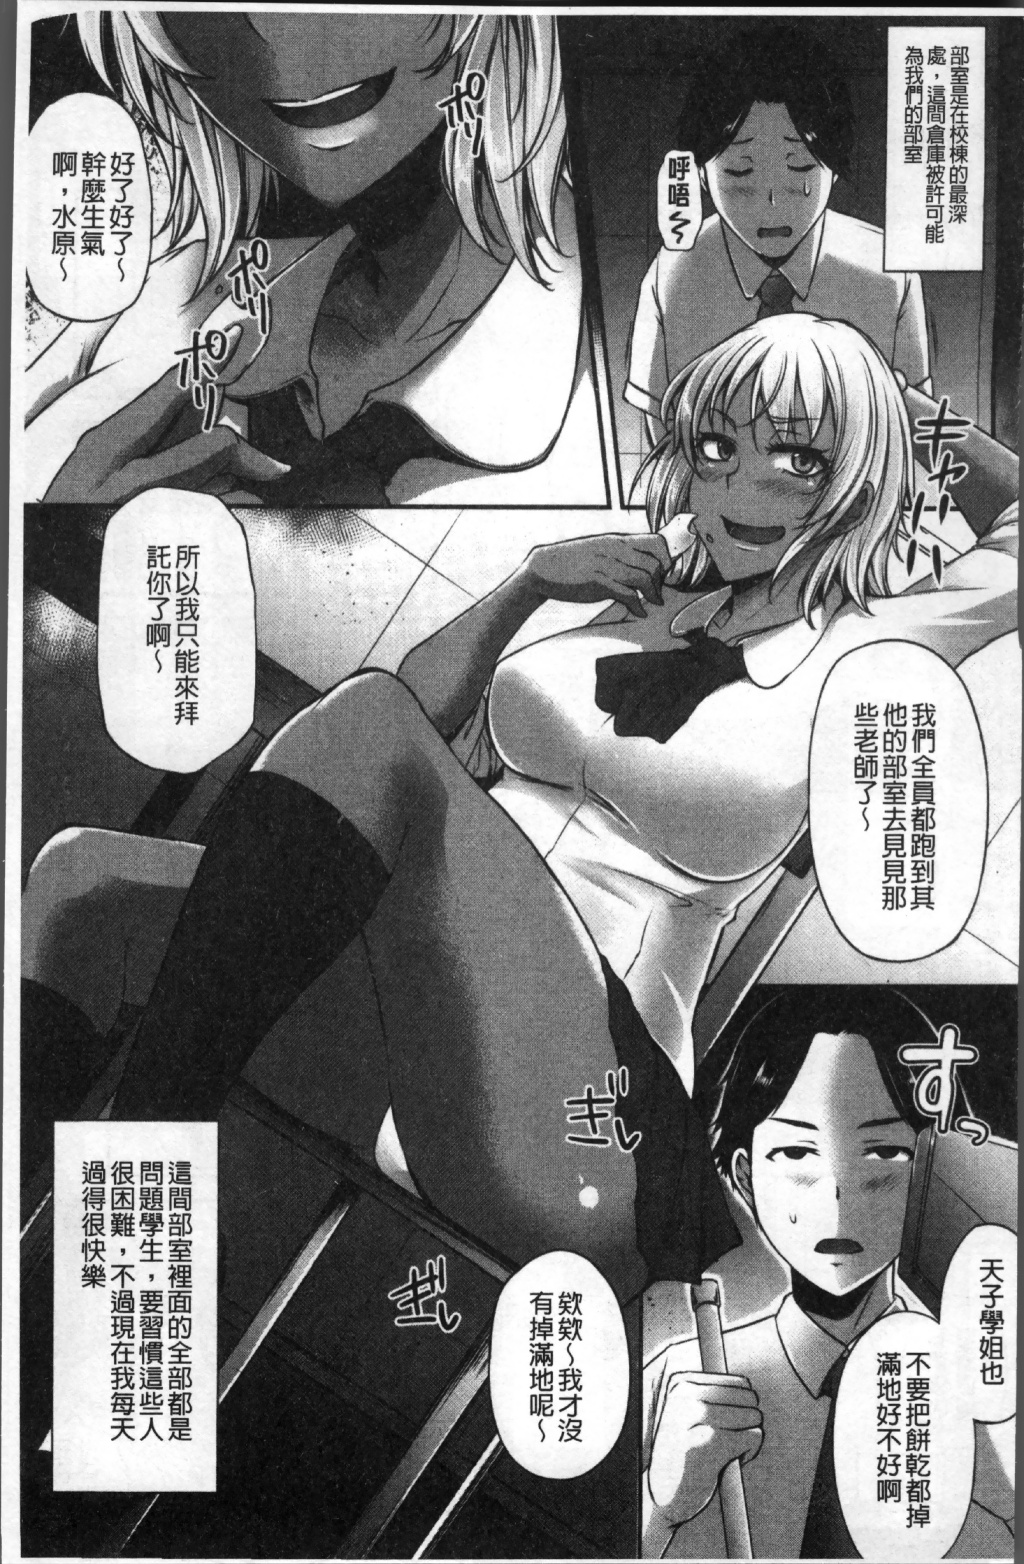 部室是在校棟的最深
處，這間倉庫被許可能
為我們的部室
呼唔～
ポリ
ポリ
ポリ
好了好了～
幹麼生氣
啊，水原～
キャハハ
我們全員都跑到其
他的部室去見見那
些老師了～
所以我只能來拜
託你了啊～
すっ
天子學姐也
不要把餅乾都掉
滿地好不好啊
ぎし
ぎし
欸欸～我才沒
有掉滿地呢～
這間部室裡面的全部都是
問題學生，要習慣這些人
很困難，不過現在我每天
過得很快樂